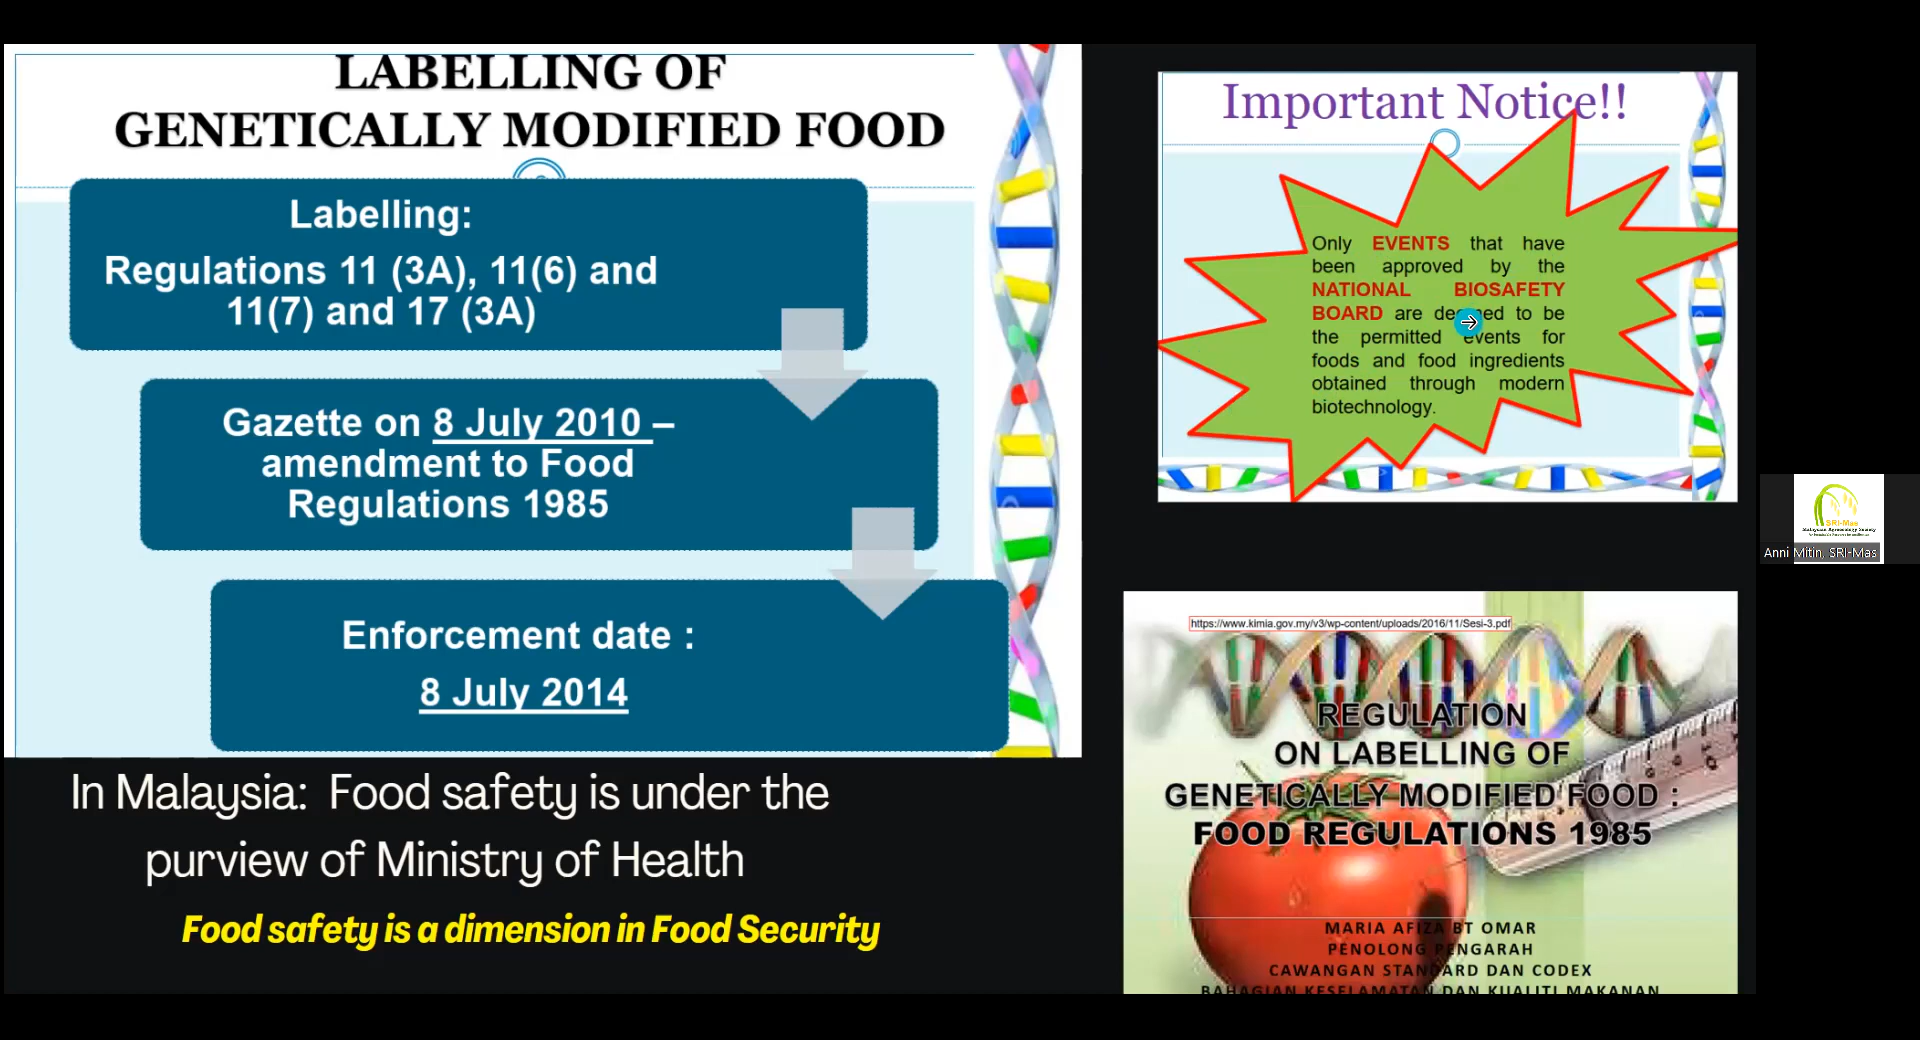 LABELLING OF
GENETICALLY MODIFIED FOOD
Labelling:
Regulations 11 (3A), 11(6) and
11(7) and 17 (3A)
Gazette on 8 July 2010 –
amendment to Food
Regulations 1985
Enforcement date :
8 July 2014
In Malaysia: Food safety is under the
purview of Ministry of Health
Food safety is a dimension in Food Security
Important Notice!!
Only EVENTS that have
been approved by the
NATIONAL BIOSAFETY
BOARD are deemed to be
the permitted events for
foods and food ingredients
obtained through modern
biotechnology.
https://www.kimia.gov.my/v3/wp-content/uploads/2016/11/Sesi-3.pdf
REGULATION
ON LABELLING OF
GENETICALLY MODIFIED FOOD :
FOOD REGULATIONS 1985
MARIA AFIZA BT OMAR
PENOLONG PENGARAH
CAWANGAN STANDARD DAN CODEX
BAHAGIAN KESELAMATAN DAN KUALITI MAKANAN
SRI-Mas
Malaysian Agroecology Society
Anni Mitin, SRI-Mas